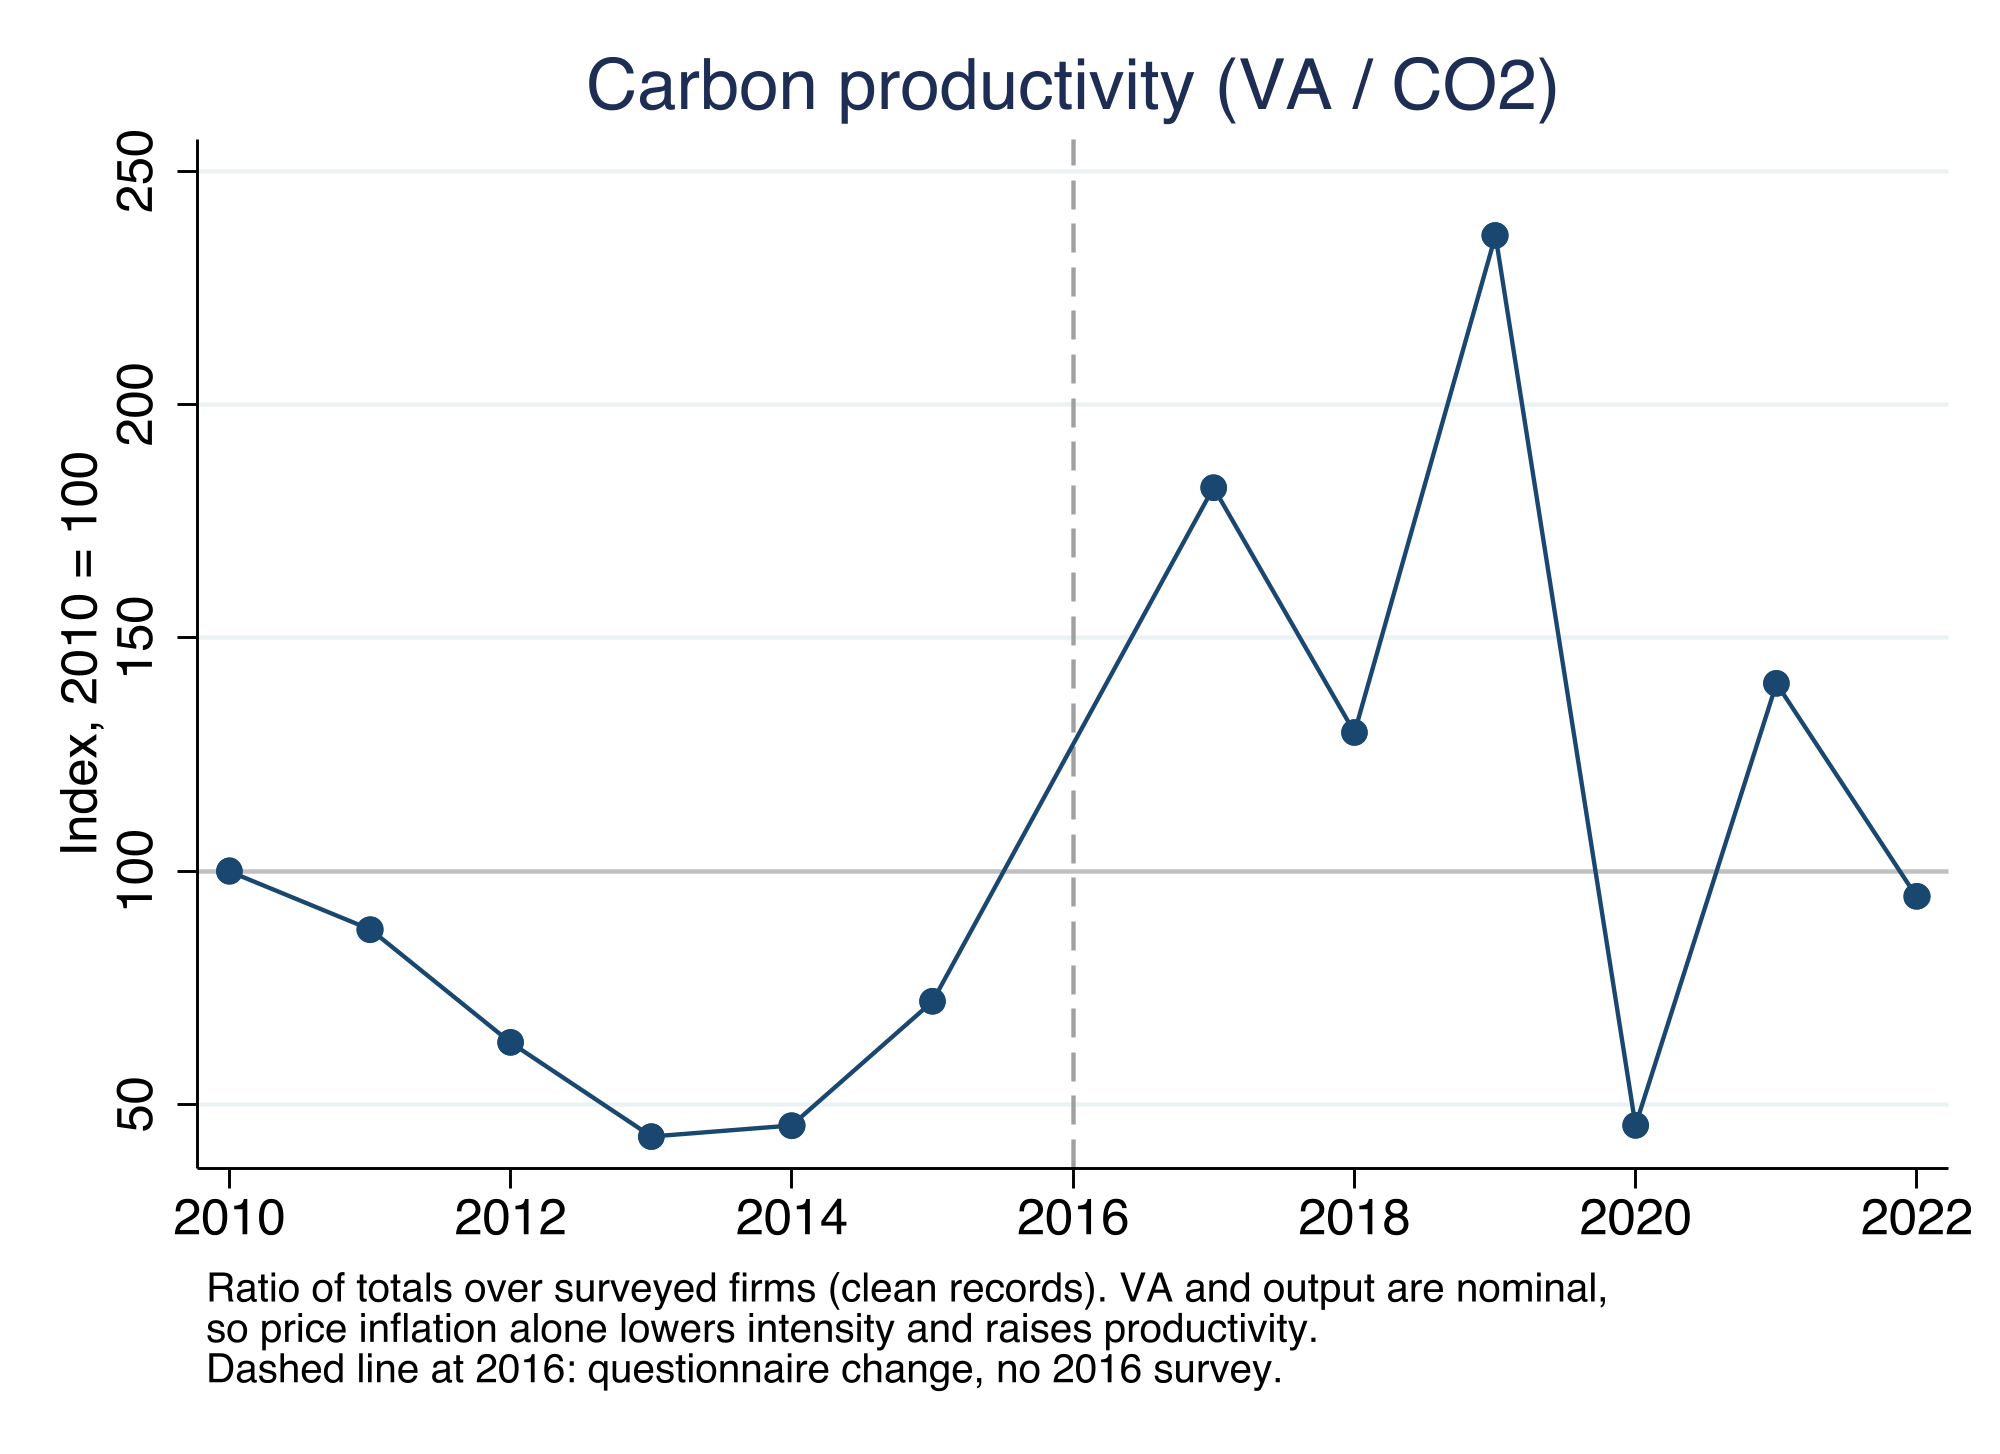 Carbon productivity (VA / CO2)
Index, 2010 = 100
250
200
150
100
50
2010 2012 2014 2016 2018 2020 2022
Ratio of totals over surveyed firms (clean records). VA and output are nominal,
so price inflation alone lowers intensity and raises productivity.
Dashed line at 2016: questionnaire change, no 2016 survey.